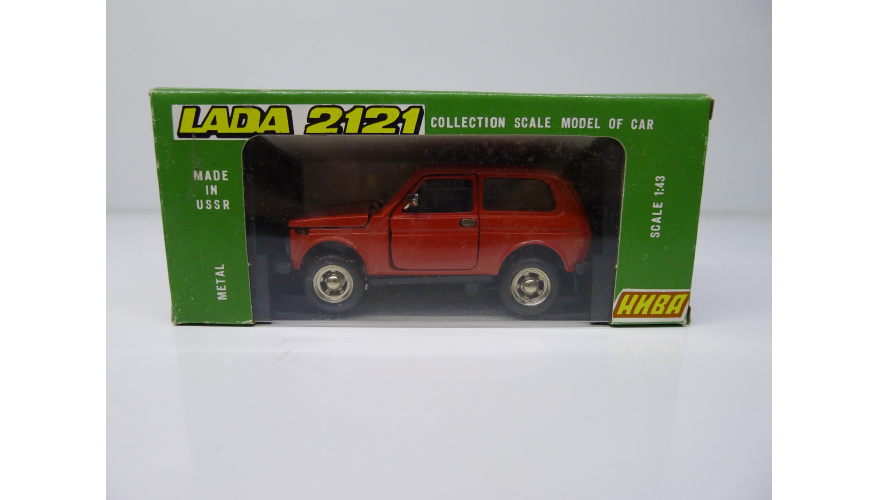 LADA 2121
COLLECTION SCALE MODEL OF CAR
MADE
IN
USSR
METAL
SCALE 1:43
НИВА